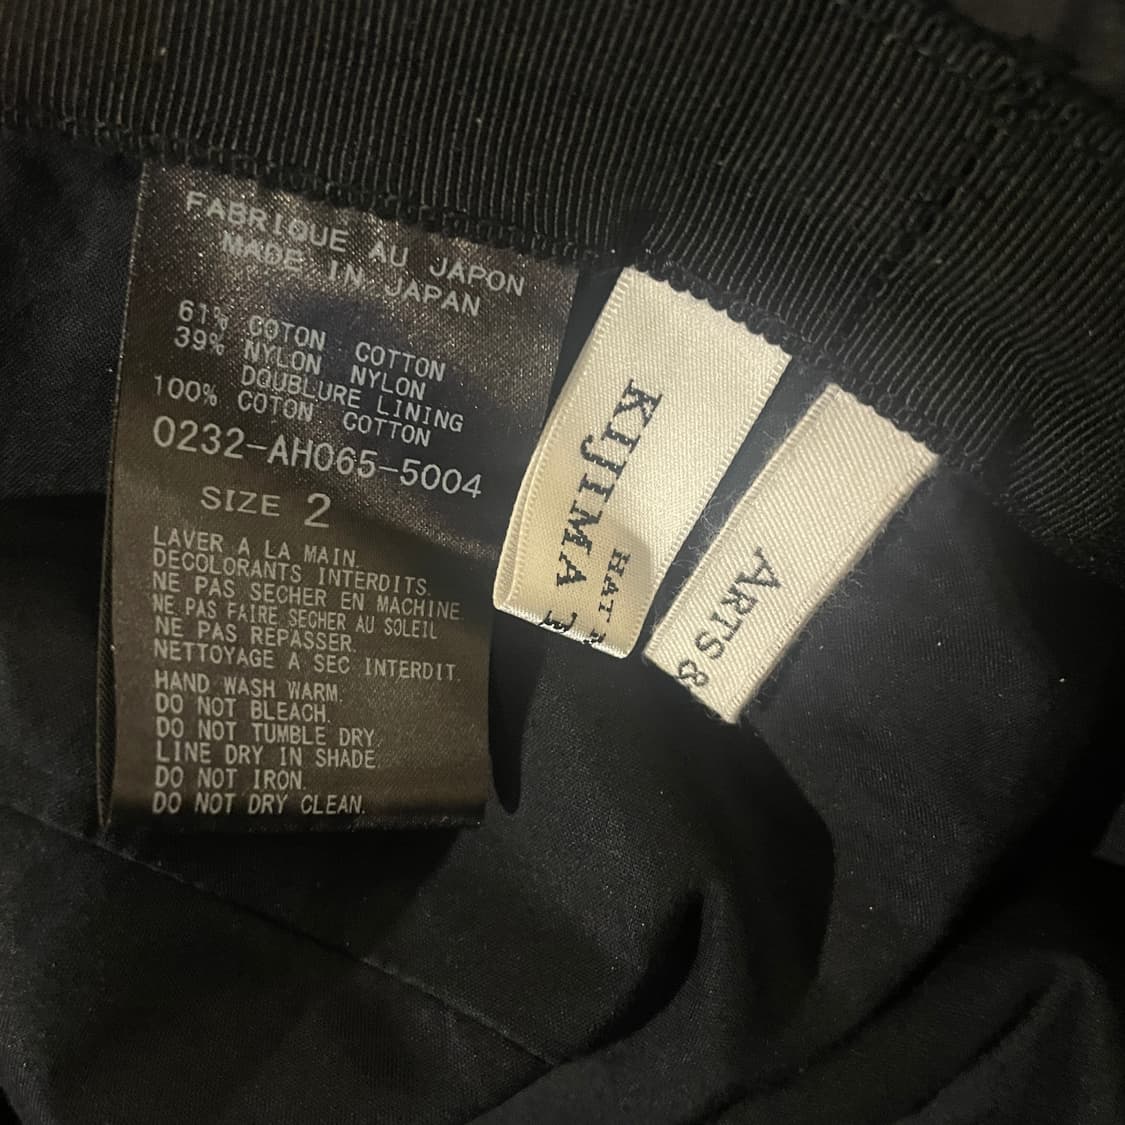 FABRIQUE AU JAPON
MADE IN JAPAN
61% COTON COTTON
39% NYLON NYLON
DOUBLURE LINING
100% COTON COTTON
0232-AH065-5004
SIZE 2
LAVER A LA MAIN.
DECOLORANTS INTERDITS.
NE PAS SECHER EN MACHINE
NE PAS FAIRE SECHER AU SOLEIL
NE PAS REPASSER.
NETTOYAGE A SEC INTERDIT.
HAND WASH WARM.
DO NOT BLEACH.
DO NOT TUMBLE DRY.
LINE DRY IN SHADE.
DO NOT IRON.
DO NOT DRY CLEAN.
KIJIMA
HAT
ARTS &